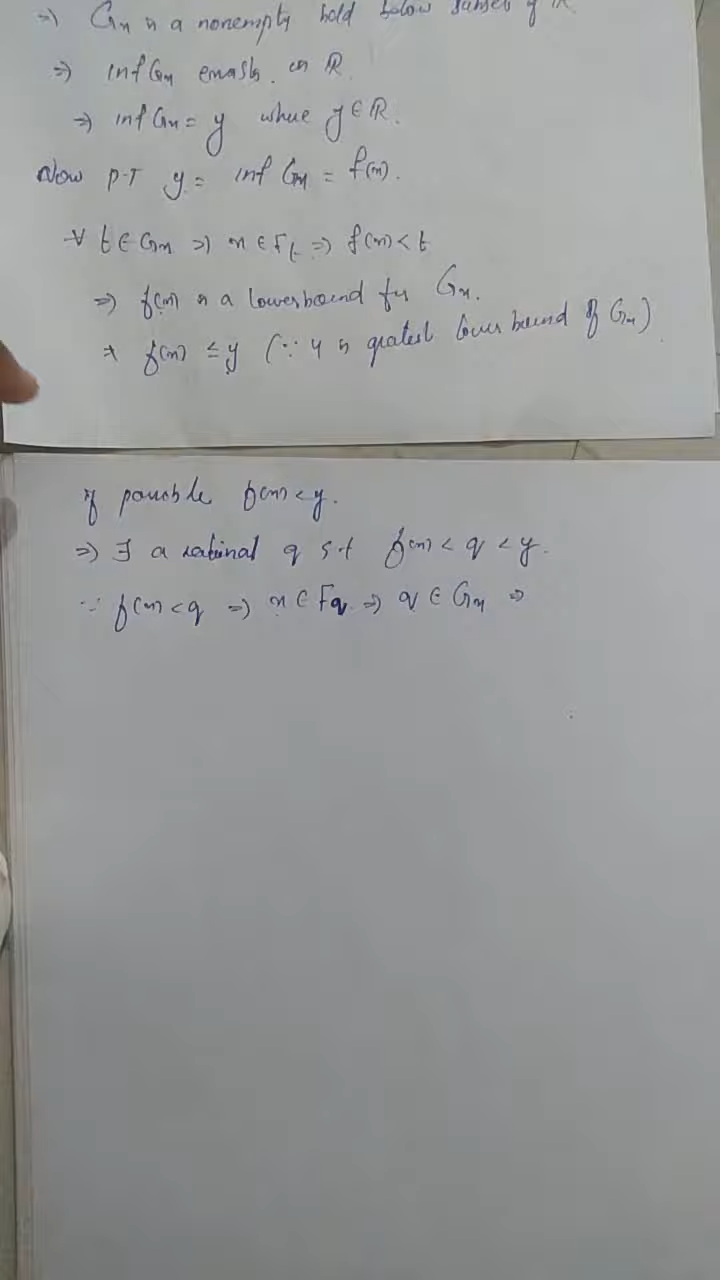 ⇒) Gₓ is a nonempty bdd below subset of ℝ.
⇒) inf Gₓ exists in ℝ.
⇒) inf Gₓ = y where y ∈ ℝ.
Now P.T y = inf Gₓ = f(x).
∀ t ∈ Gₓ ⇒) x ∈ Fₜ ⇒) f(x) < t
⇒) f(x) is a lowerbound for Gₓ.
⇒ f(x) ≤ y (∵ y is greatest lower bound of Gₓ)
if possible f(x) < y.
⇒) ∃ a rational q s.t f(x) < q < y.
∵ f(x) < q ⇒) x ∈ Fq ⇒) q ∈ Gₓ ⇒